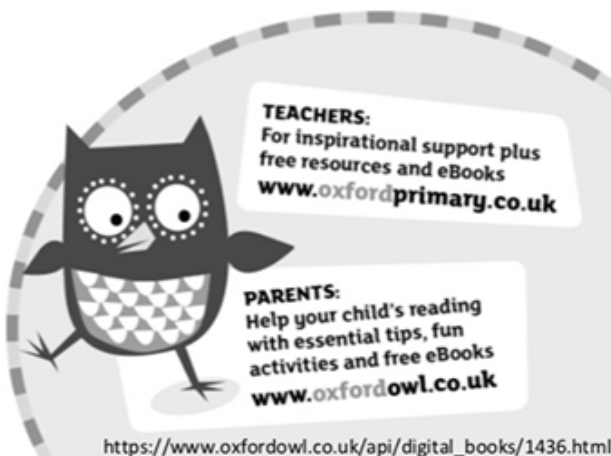 TEACHERS:
For inspirational support plus
free resources and eBooks
www.oxfordprimary.co.uk
PARENTS:
Help your child's reading
with essential tips, fun
activities and free eBooks
www.oxfordowl.co.uk
https://www.oxfordowl.co.uk/api/digital_books/1436.html